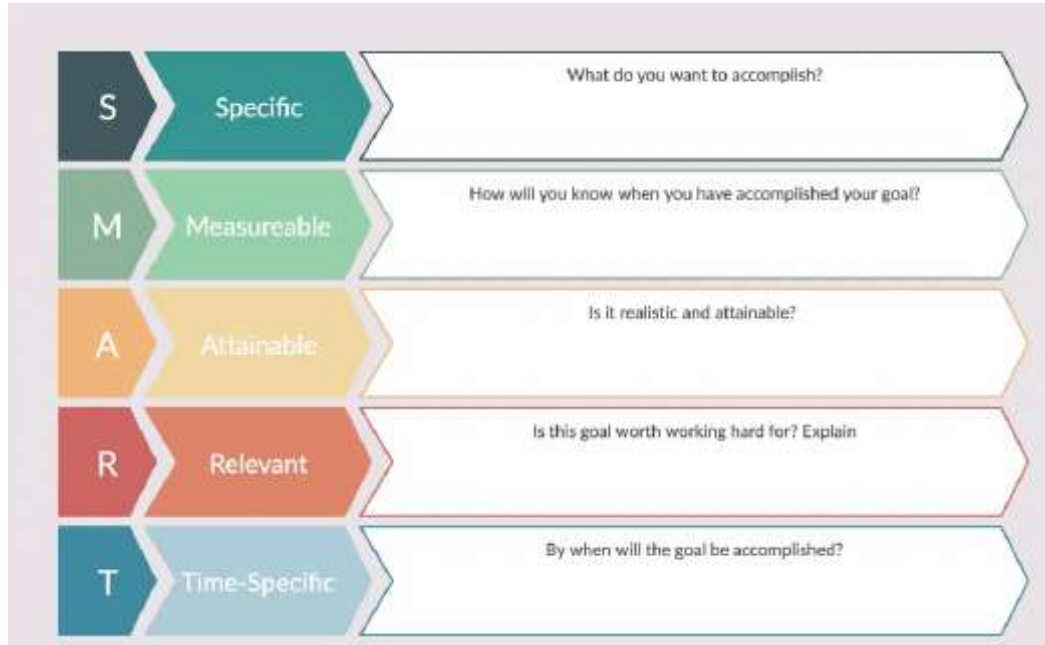 S
Specific
What do you want to accomplish?
M
Measureable
How will you know when you have accomplished your goal?
A
Attainable
Is it realistic and attainable?
R
Relevant
Is this goal worth working hard for? Explain
T
Time-Specific
By when will the goal be accomplished?